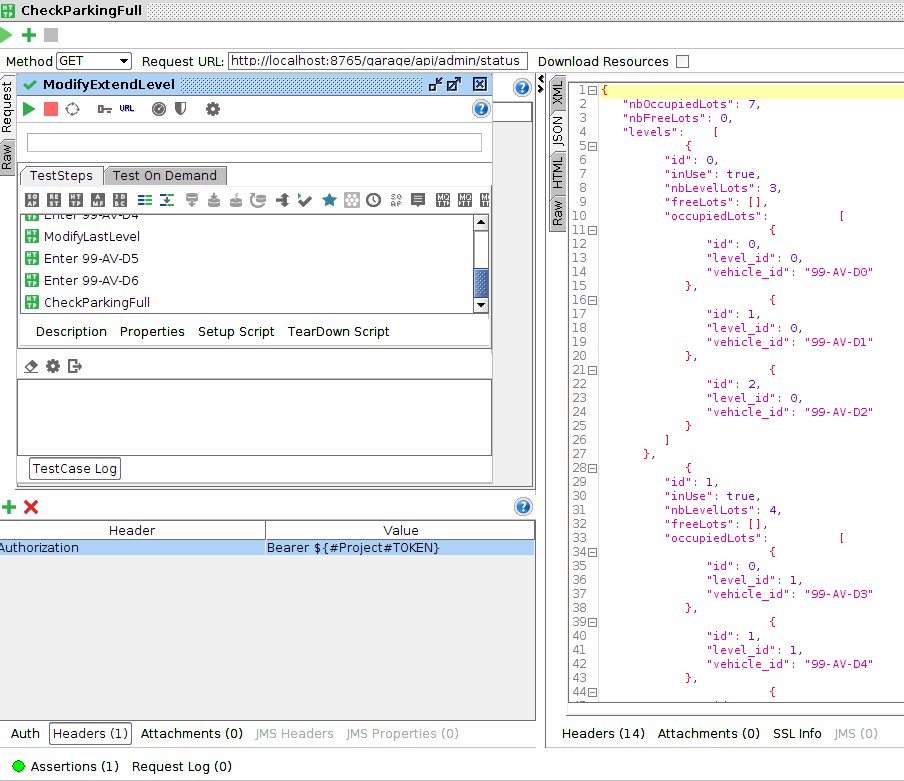 CheckParkingFull
Method GET Request URL: http://localhost:8765/garage/api/admin/status Download Resources
Request
Raw
ModifyExtendLevel
URL
TestSteps Test On Demand
Enter 99-AV-D4
ModifyLastLevel
Enter 99-AV-D5
Enter 99-AV-D6
CheckParkingFull
Description Properties Setup Script TearDown Script
TestCase Log
Header Value
Authorization Bearer ${#Project#TOKEN}
Auth Headers (1) Attachments (0) JMS Headers JMS Properties (0)
XML
JSON
HTML
Raw
1 {
2 "nbOccupiedLots": 7,
3 "nbFreeLots": 0,
4 "levels": [
5 {
6 "id": 0,
7 "inUse": true,
8 "nbLevelLots": 3,
9 "freeLots": [],
10 "occupiedLots": [
11 {
12 "id": 0,
13 "level_id": 0,
14 "vehicle_id": "99-AV-D0"
15 },
16 {
17 "id": 1,
18 "level_id": 0,
19 "vehicle_id": "99-AV-D1"
20 },
21 {
22 "id": 2,
23 "level_id": 0,
24 "vehicle_id": "99-AV-D2"
25 }
26 ]
27 },
28 {
29 "id": 1,
30 "inUse": true,
31 "nbLevelLots": 4,
32 "freeLots": [],
33 "occupiedLots": [
34 {
35 "id": 0,
36 "level_id": 1,
37 "vehicle_id": "99-AV-D3"
38 },
39 {
40 "id": 1,
41 "level_id": 1,
42 "vehicle_id": "99-AV-D4"
43 },
44 {
Headers (14) Attachments (0) SSL Info JMS (0)
Assertions (1) Request Log (0)